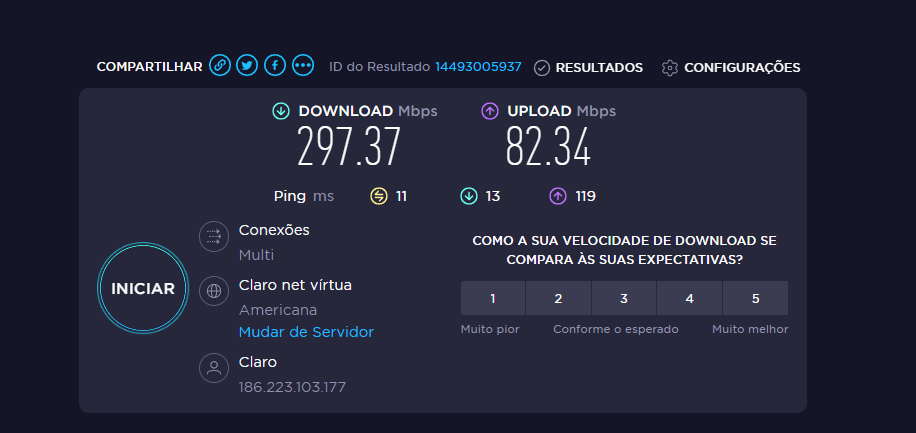 COMPARTILHAR ID do Resultado 14493005937 RESULTADOS CONFIGURAÇÕES
DOWNLOAD Mbps UPLOAD Mbps
297.37 82.34
Ping ms 11 13 119
Conexões
Multi
COMO A SUA VELOCIDADE DE DOWNLOAD SE
COMPARA ÀS SUAS EXPECTATIVAS?
INICIAR
Claro net vírtua
Americana
Mudar de Servidor
1 2 3 4 5
Muito pior Conforme o esperado Muito melhor
Claro
186.223.103.177